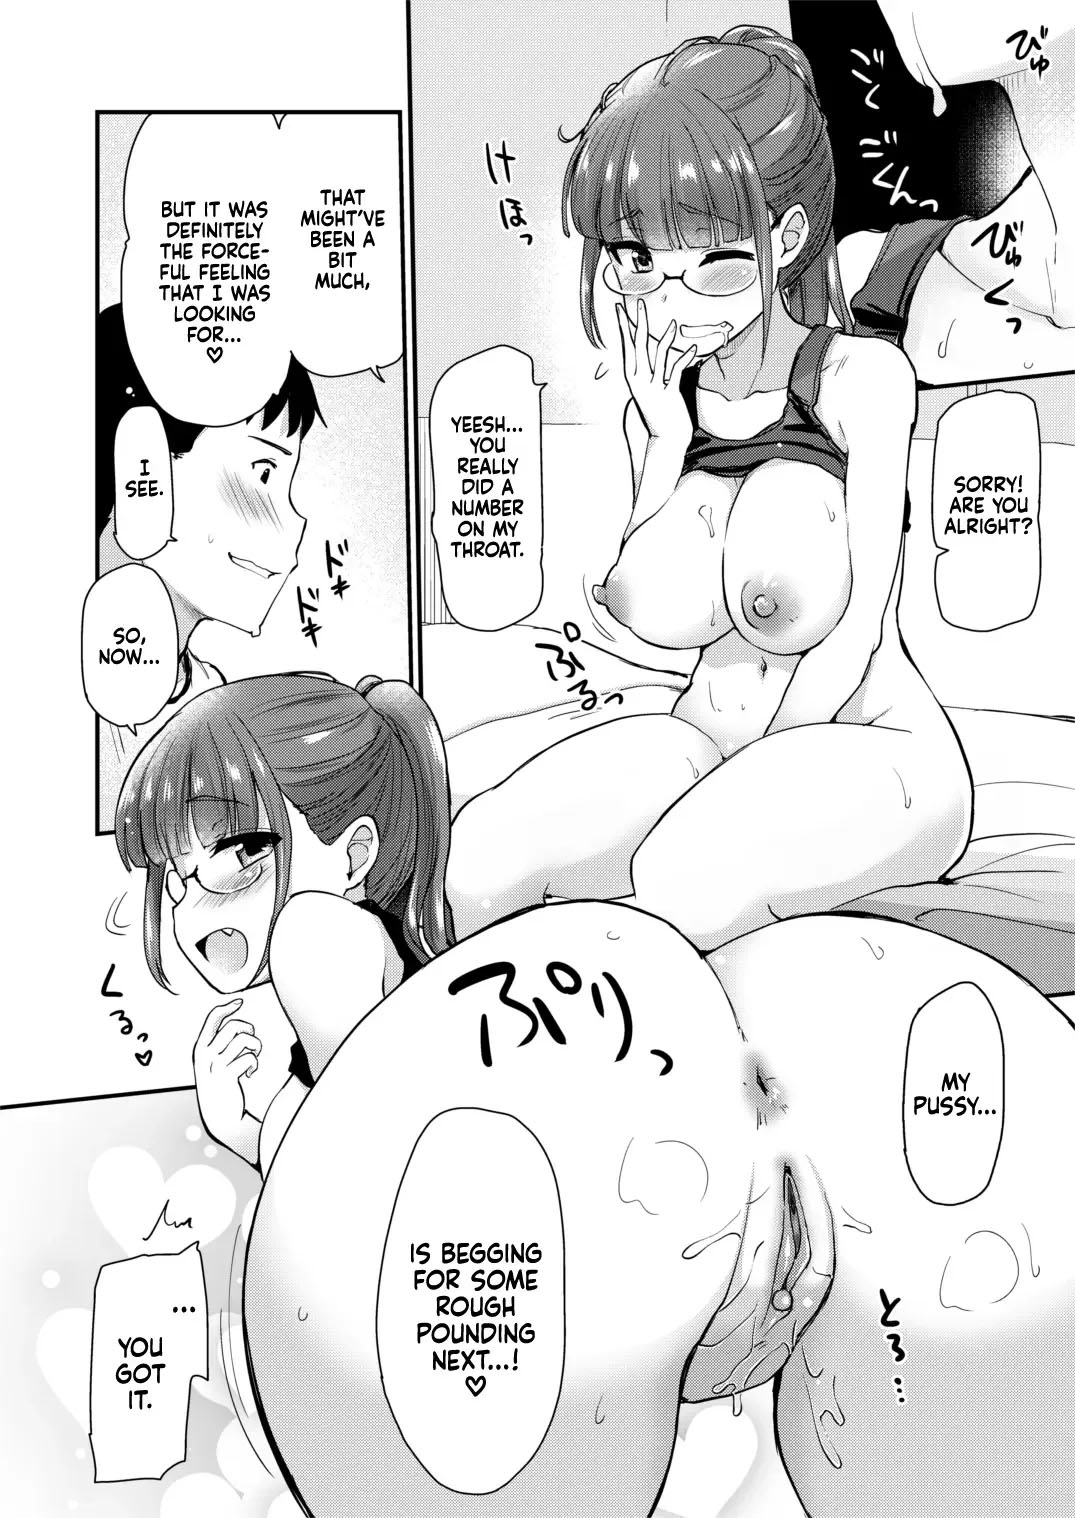 びゅ
どくっ
ごくんっ
びゅくっ
けほっ
SORRY!
ARE YOU
ALRIGHT?
YEESH...
YOU
REALLY
DID A
NUMBER
ON MY
THROAT.
ぷるっ
THAT
MIGHT'VE
BEEN A
BIT
MUCH,
BUT IT WAS
DEFINITELY
THE FORCE-
FUL FEELING
THAT I WAS
LOOKING
FOR...
♡
I
SEE.
ドキ
ドキ
SO,
NOW...
くるっ♡
ぷりっ
MY
PUSSY...
IS BEGGING
FOR SOME
ROUGH
POUNDING
NEXT...!
♡
とろ...
...
YOU
GOT
IT.